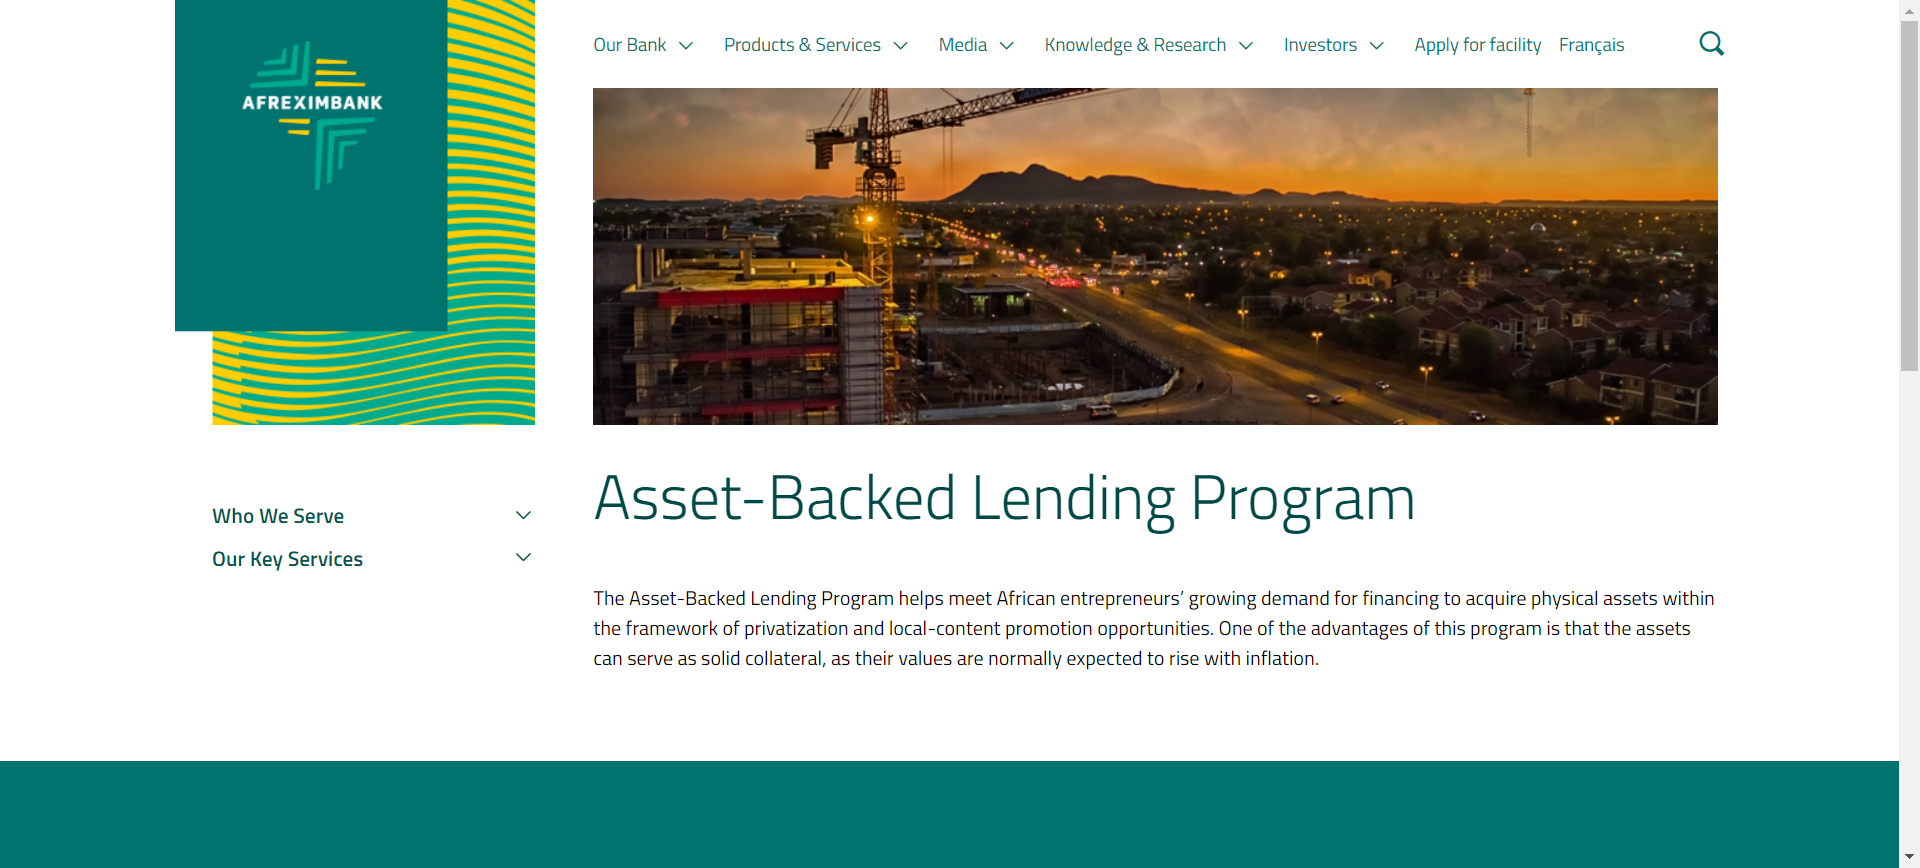 AFREXIMBANK
Our Bank
Products & Services
Media
Knowledge & Research
Investors
Apply for facility
Français
Who We Serve
Our Key Services
Asset-Backed Lending Program
The Asset-Backed Lending Program helps meet African entrepreneurs’ growing demand for financing to acquire physical assets within
the framework of privatization and local-content promotion opportunities. One of the advantages of this program is that the assets
can serve as solid collateral, as their values are normally expected to rise with inflation.